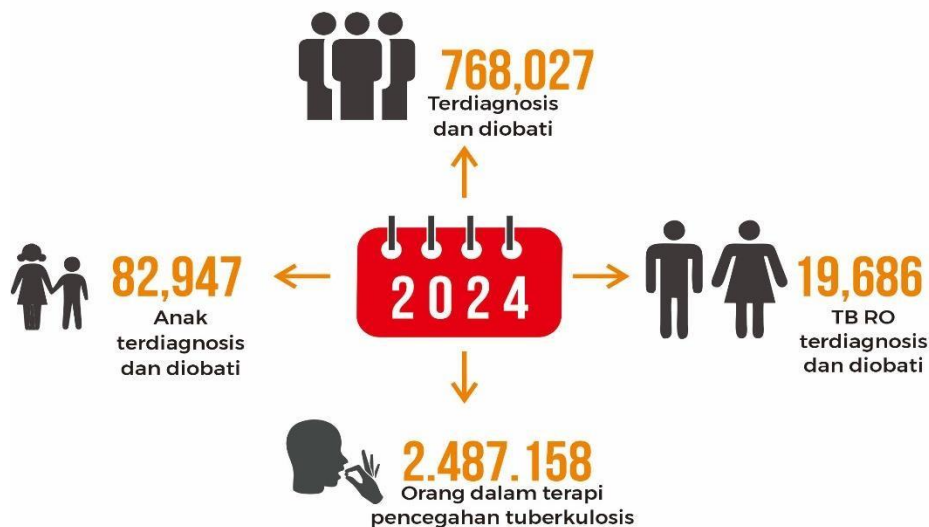 768,027
Terdiagnosis
dan diobati
82,947
Anak
terdiagnosis
dan diobati
2024
19,686
TB RO
terdiagnosis
dan diobati
2.487.158
Orang dalam terapi
pencegahan tuberkulosis